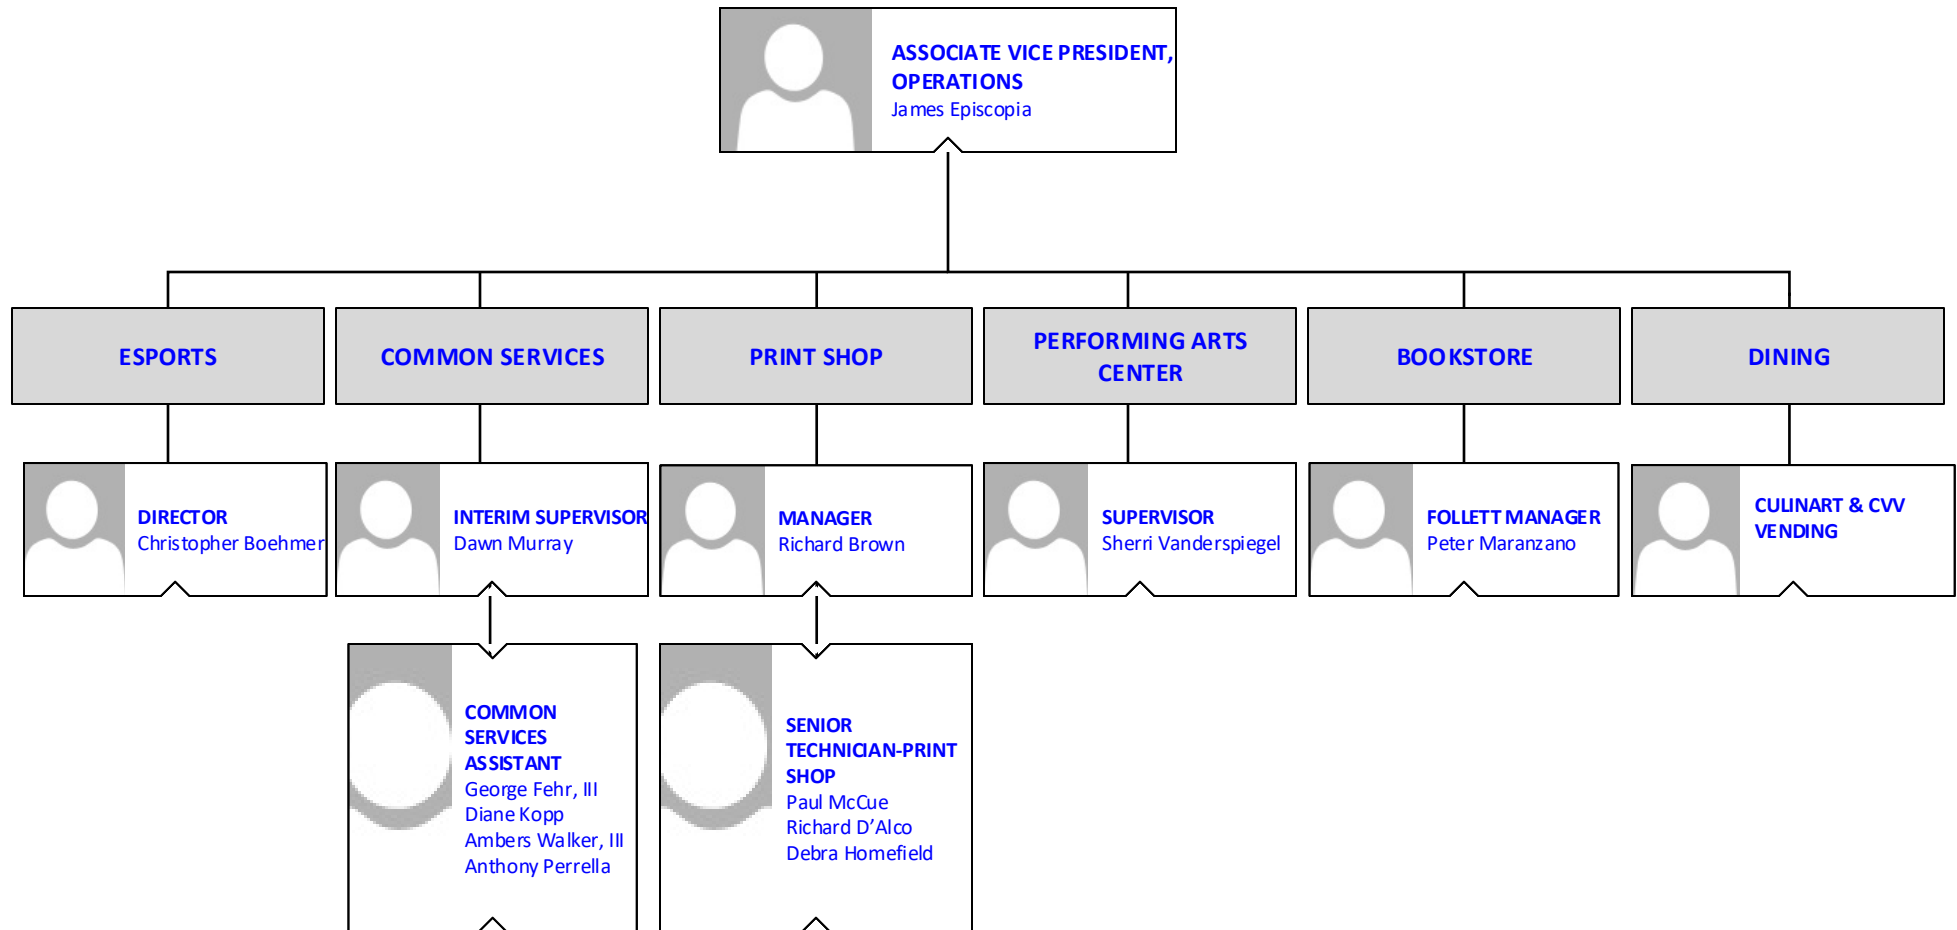 ASSOCIATE VICE PRESIDENT,
OPERATIONS
James Episcopia
ESPORTS
COMMON SERVICES
PRINT SHOP
PERFORMING ARTS
CENTER
BOOKSTORE
DINING
DIRECTOR
Christopher Boehmer
INTERIM SUPERVISOR
Dawn Murray
MANAGER
Richard Brown
SUPERVISOR
Sherri Vanderspiegel
FOLLETT MANAGER
Peter Maranzano
CULINART & CVV
VENDING
COMMON
SERVICES
ASSISTANT
George Fehr, III
Diane Kopp
Ambers Walker, III
Anthony Perrella
SENIOR
TECHNICIAN-PRINT
SHOP
Paul McCue
Richard D’Alco
Debra Homefield